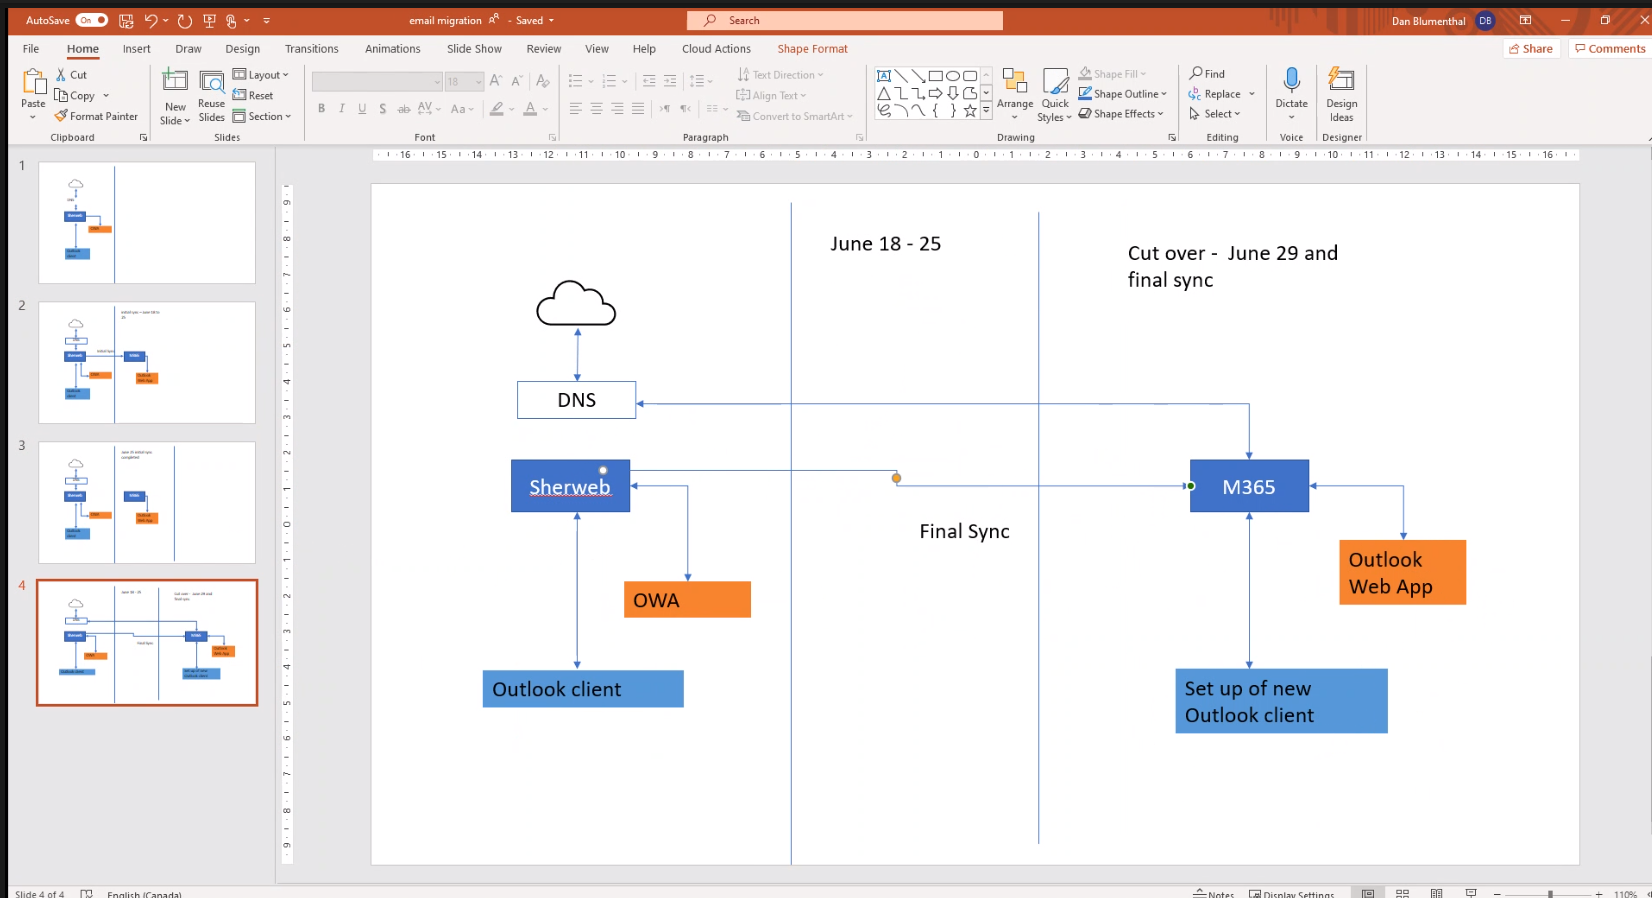 AutoSave On
email migration - Saved
Search
Dan Blumenthal DB
File Home Insert Draw Design Transitions Animations Slide Show Review View Help Cloud Actions Shape Format
Share Comments
Paste
Cut
Copy
Format Painter
Clipboard
New Slide
Reuse Slides
Layout
Reset
Section
Slides
18
Font
Text Direction
Align Text
Convert to SmartArt
Paragraph
Arrange
Quick Styles
Shape Fill
Shape Outline
Shape Effects
Drawing
Find
Replace
Select
Editing
Dictate
Voice
Design Ideas
Designer
1
2
3
4
June 18 - 25
Cut over - June 29 and
final sync
DNS
Sherweb
M365
Final Sync
OWA
Outlook
Web App
Outlook client
Set up of new
Outlook client
Slide 4 of 4
English (Canada)
Notes
Display Settings
110%